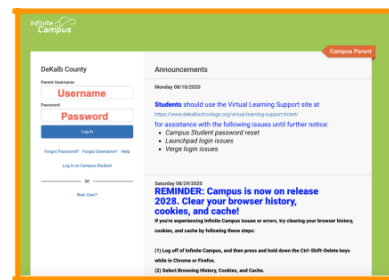 Infinite
Campus
Campus Parent
DeKalb County
Parent Username
Username
Password
Password
Log In
Forgot Password? Forgot Username? Help
Log in to Campus Student
or
New User?
Announcements
Monday 08/10/2020
Students should use the Virtual Learning Support site at
https://www.dekalbschoolsga.org/virtual-learning-support-ticket/
for assistance with the following issues until further notice:
• Campus Student password reset
• Launchpad login issues
• Verge login issues
Saturday 08/29/2020
REMINDER: Campus is now on release
2028. Clear your browser history,
cookies, and cache!
If you're experiencing Infinite Campus issues or errors, try clearing your browser history,
cookies, and cache by following these steps:
(1) Log off of Infinite Campus, and then press and hold down the Ctrl-Shift-Delete keys
while in Chrome or Firefox.
(2) Select Browsing History, Cookies, and Cache.